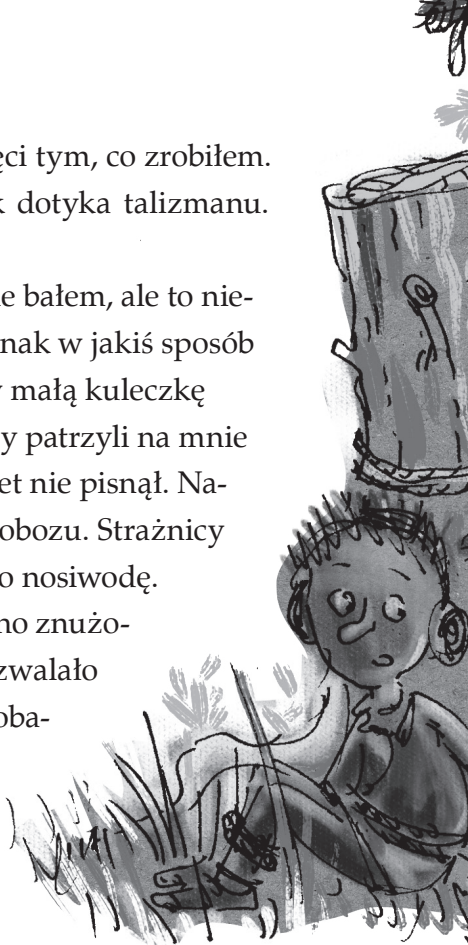 ęci tym, co zrobiłem.
k dotyka talizmanu.
e bałem, ale to nie-
nak w jakiś sposób
małą kuleczkę
y patrzyli na mnie
et nie pisnął. Na-
obozu. Strażnicy
o nosiwodę.
no znużo-
zwalało
oba-